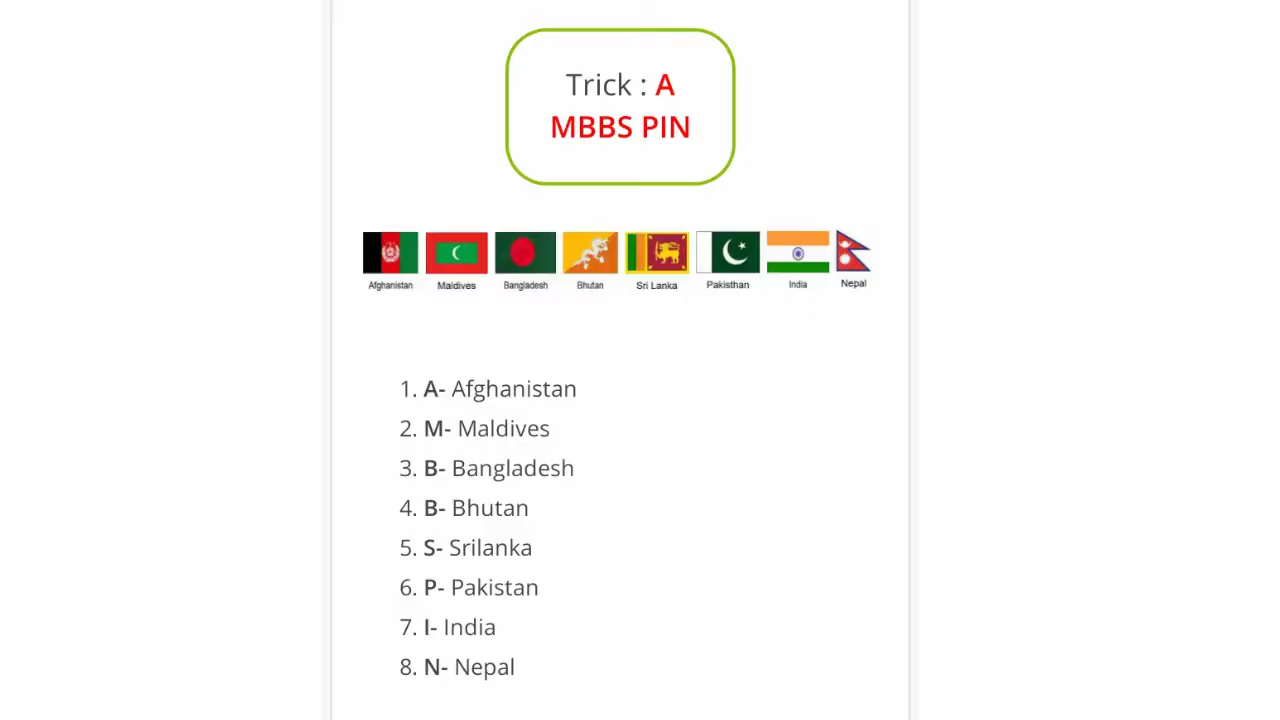 Trick : A
MBBS PIN
Afghanistan Maldives Bangladesh Bhutan Sri Lanka Pakisthan India Nepal
1. A- Afghanistan
2. M- Maldives
3. B- Bangladesh
4. B- Bhutan
5. S- Srilanka
6. P- Pakistan
7. I- India
8. N- Nepal